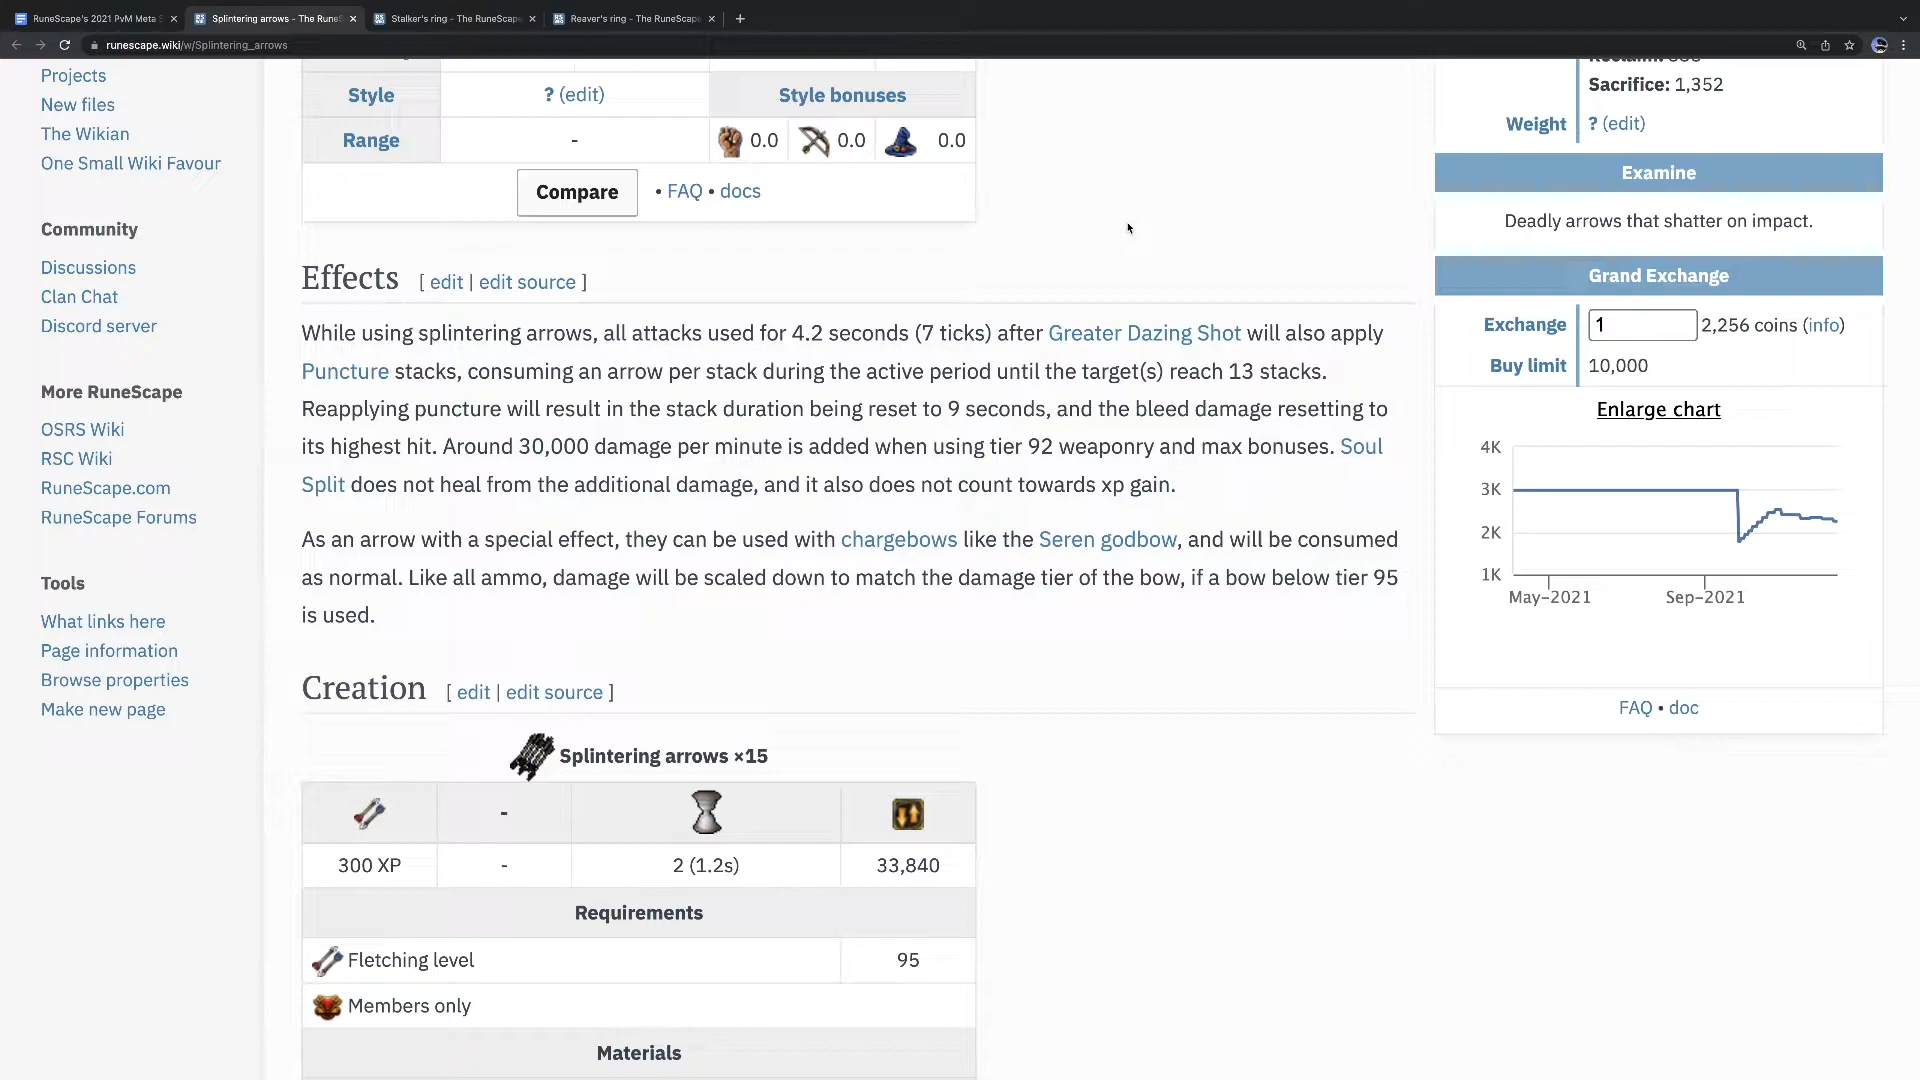 RuneScape's 2021 PvM Meta S
Splintering arrows - The RuneS
Stalker's ring - The RuneScape
Reaver's ring - The RuneScape
runescape.wiki/w/Splintering_arrows
Projects
New files
The Wikian
One Small Wiki Favour
Community
Discussions
Clan Chat
Discord server
More RuneScape
OSRS Wiki
RSC Wiki
RuneScape.com
RuneScape Forums
Tools
What links here
Page information
Browse properties
Make new page
Style ? (edit) Style bonuses
Range - 0.0 0.0 0.0
Compare • FAQ • docs
Effects [ edit | edit source ]
While using splintering arrows, all attacks used for 4.2 seconds (7 ticks) after Greater Dazing Shot will also apply
Puncture stacks, consuming an arrow per stack during the active period until the target(s) reach 13 stacks.
Reapplying puncture will result in the stack duration being reset to 9 seconds, and the bleed damage resetting to
its highest hit. Around 30,000 damage per minute is added when using tier 92 weaponry and max bonuses. Soul
Split does not heal from the additional damage, and it also does not count towards xp gain.
As an arrow with a special effect, they can be used with chargebows like the Seren godbow, and will be consumed
as normal. Like all ammo, damage will be scaled down to match the damage tier of the bow, if a bow below tier 95
is used.
Creation [ edit | edit source ]
Splintering arrows ×15
-
300 XP - 2 (1.2s) 33,840
Requirements
Fletching level 95
Members only
Materials
Sacrifice: 1,352
Weight ? (edit)
Examine
Deadly arrows that shatter on impact.
Grand Exchange
Exchange 1 2,256 coins (info)
Buy limit 10,000
Enlarge chart
4K
3K
2K
1K
May-2021 Sep-2021
FAQ • doc